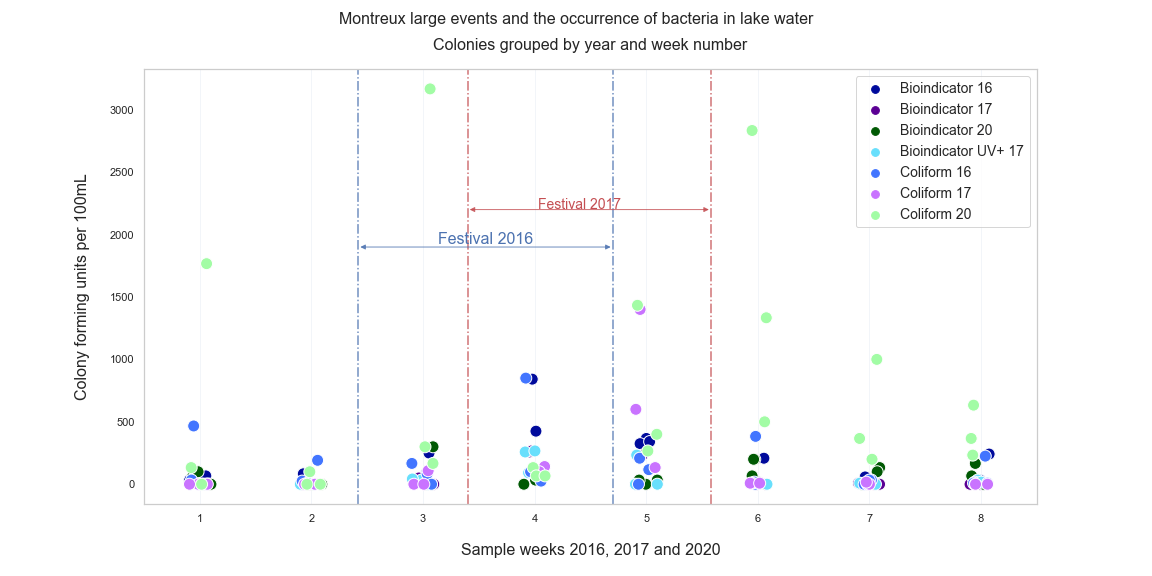 Montreux large events and the occurrence of bacteria in lake water
Colonies grouped by year and week number
Bioindicator 16
Bioindicator 17
Bioindicator 20
Bioindicator UV+ 17
Coliform 16
Coliform 17
Coliform 20
Festival 2017
Festival 2016
Colony forming units per 100mL
3000
2500
2000
1500
1000
500
0
1 2 3 4 5 6 7 8
Sample weeks 2016, 2017 and 2020